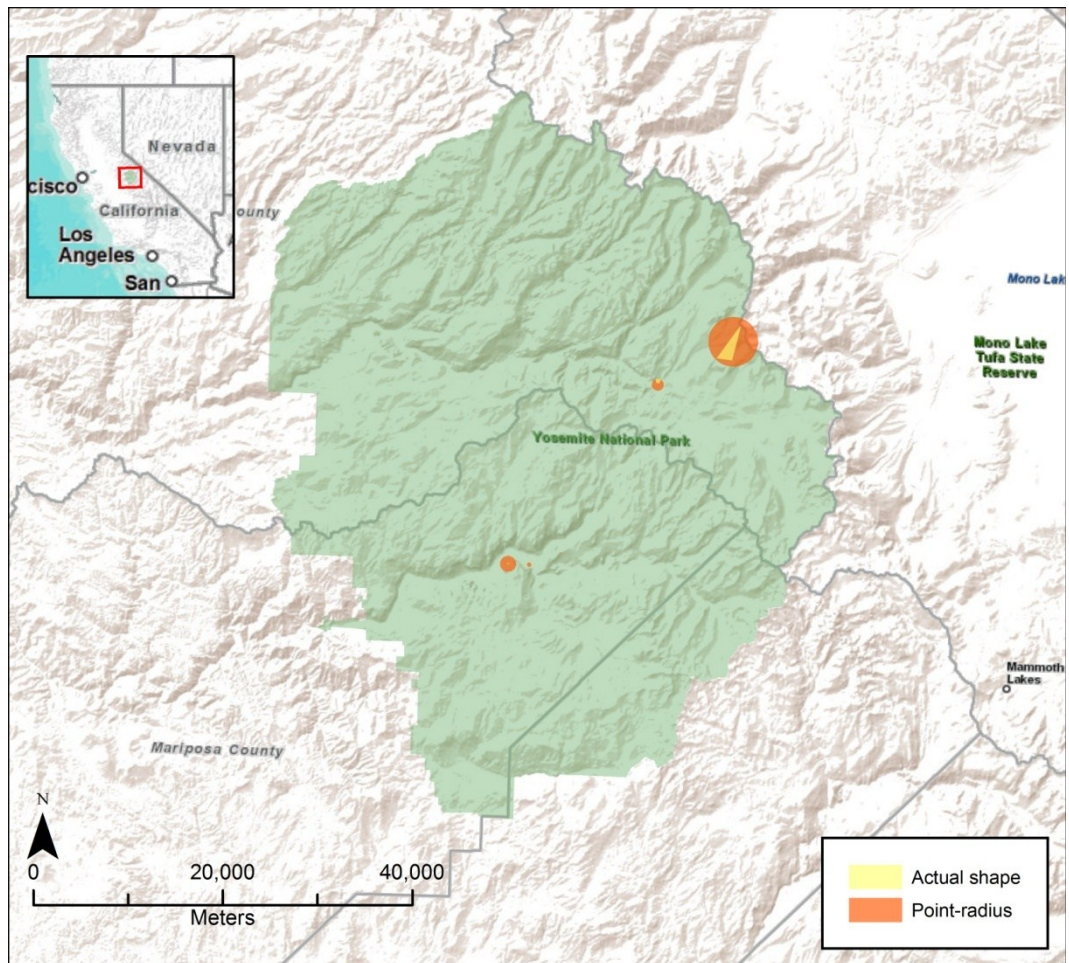 Nevada
cisco
California
Los
Angeles
San
ounty
Mono Lak
Mono Lake
Tufa State
Reserve
Yosemite National Park
Mammoth
Lakes
Mariposa County
N
0
20,000
40,000
Meters
Actual shape
Point-radius